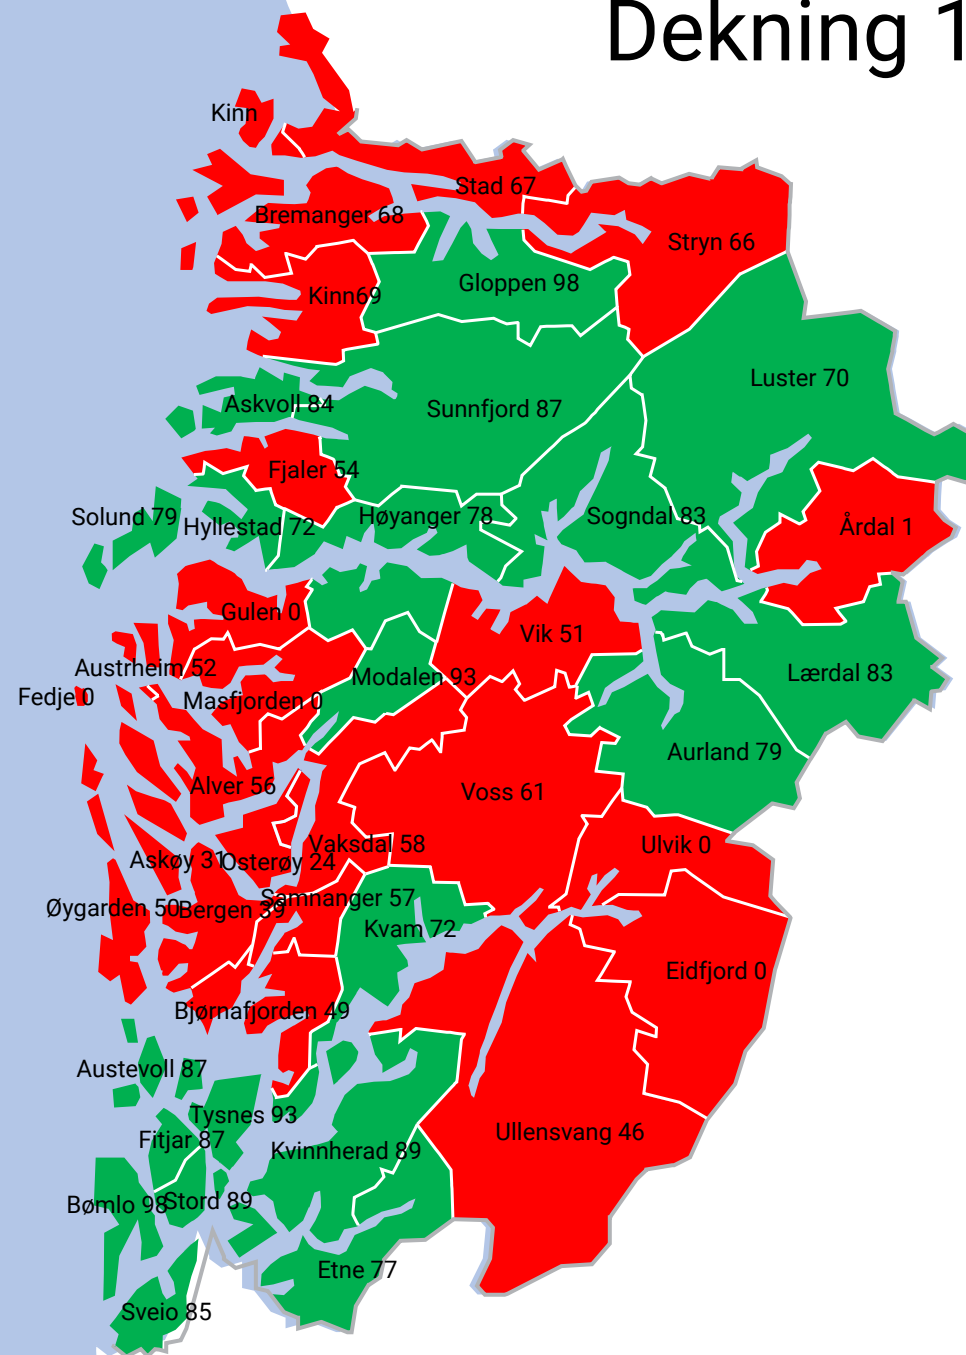 Dekning 1
Kinn
Stad 67
Bremanger 68
Stryn 66
Gloppen 98
Kinn69
Luster 70
Askvoll 84
Sunnfjord 87
Fjaler 54
Solund 79
Hyllestad 72
Høyanger 78
Sogndal 83
Årdal 1
Gulen 0
Vik 51
Austrheim 52
Modalen 93
Lærdal 83
Fedje 0
Masfjorden 0
Aurland 79
Alver 56
Voss 61
Vaksdal 58
Ulvik 0
Askøy 31
Osterøy 24
Samnanger 57
Øygarden 50
Bergen 39
Kvam 72
Eidfjord 0
Bjørnafjorden 49
Austevoll 87
Tysnes 93
Ullensvang 46
Fitjar 87
Kvinnherad 89
Bømlo 98
Stord 89
Etne 77
Sveio 85